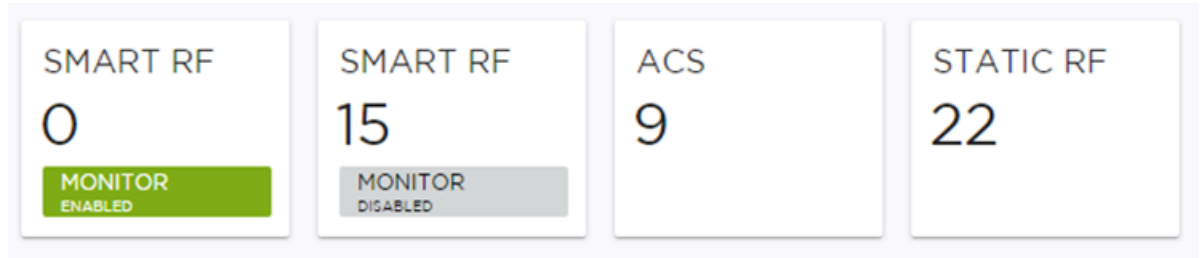 SMART RF
0
MONITOR
ENABLED
SMART RF
15
MONITOR
DISABLED
ACS
9
STATIC RF
22